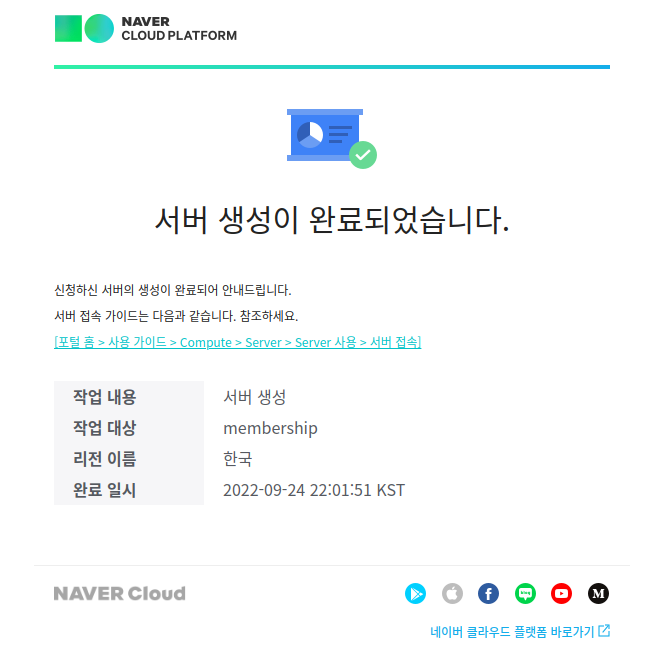 NAVER
CLOUD PLATFORM
서버 생성이 완료되었습니다.
신청하신 서버의 생성이 완료되어 안내드립니다.
서버 접속 가이드는 다음과 같습니다. 참조하세요.
[포털 홈 > 사용 가이드 > Compute > Server > Server 사용 > 서버 접속]
작업 내용 서버 생성
작업 대상 membership
리전 이름 한국
완료 일시 2022-09-24 22:01:51 KST
NAVER Cloud
f blog M
네이버 클라우드 플랫폼 바로가기